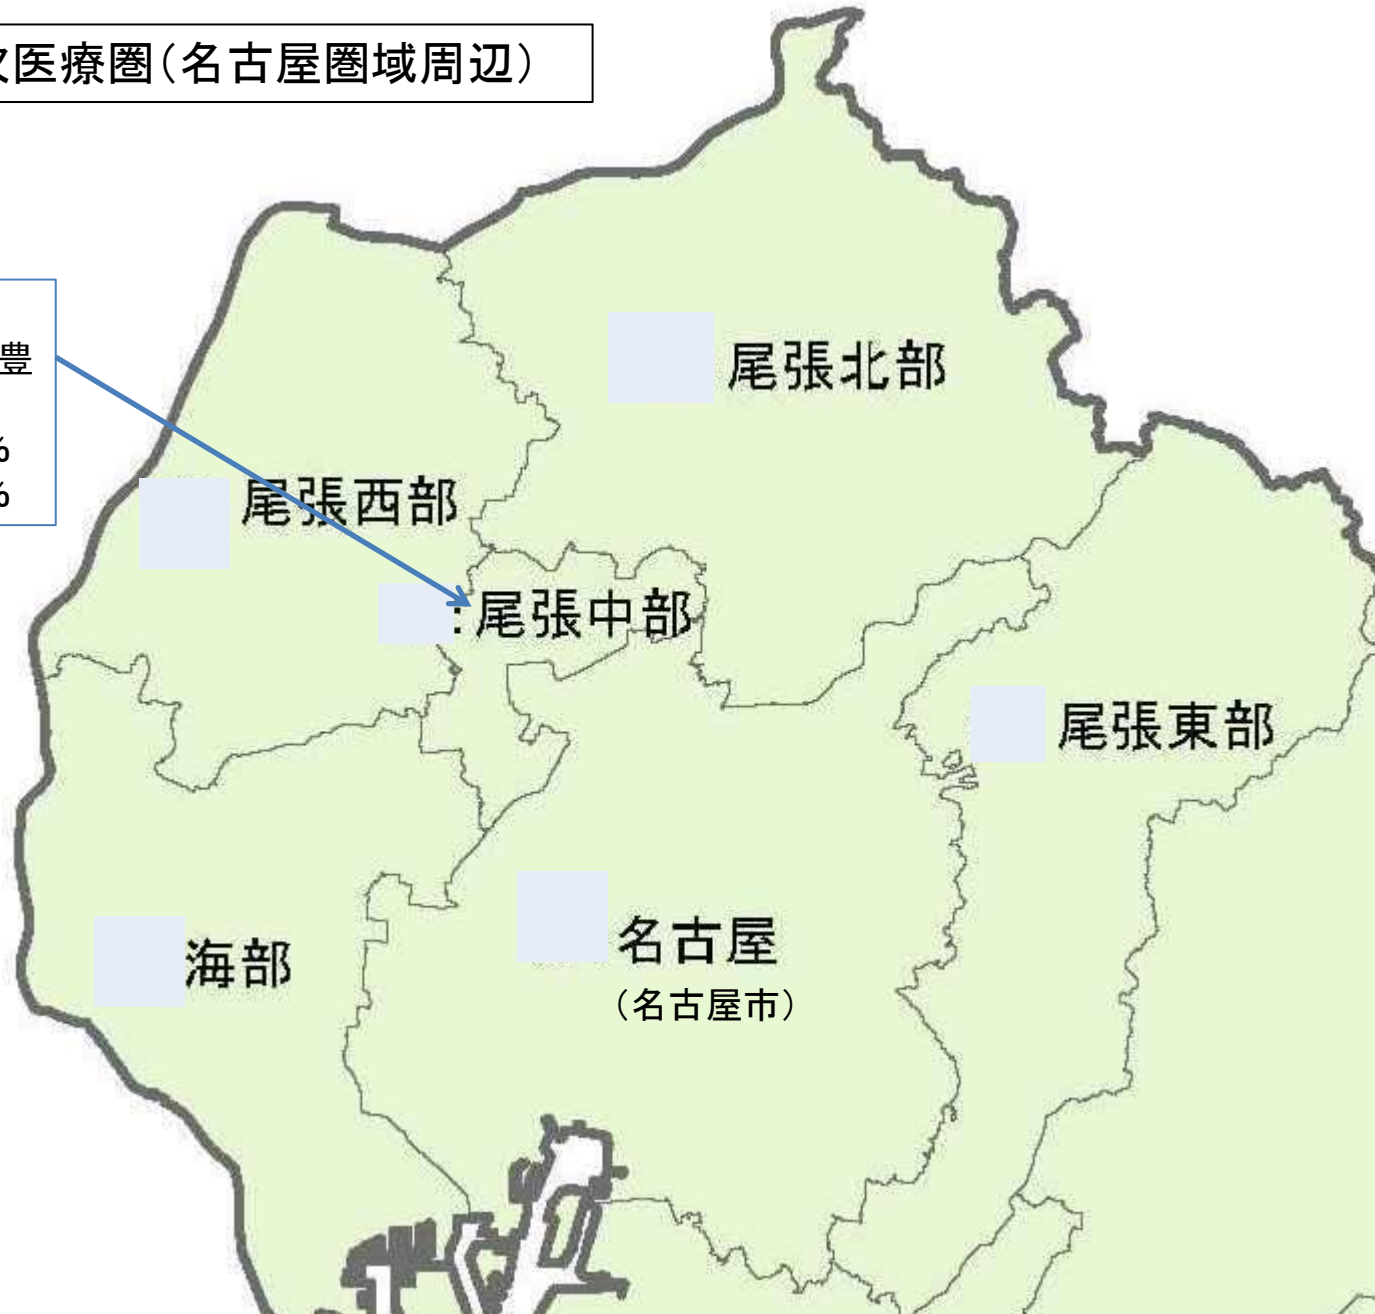 次医療圏（名古屋圏域周辺）
豊
%
%
尾張北部
尾張西部
:尾張中部
尾張東部
海部
名古屋
（名古屋市）